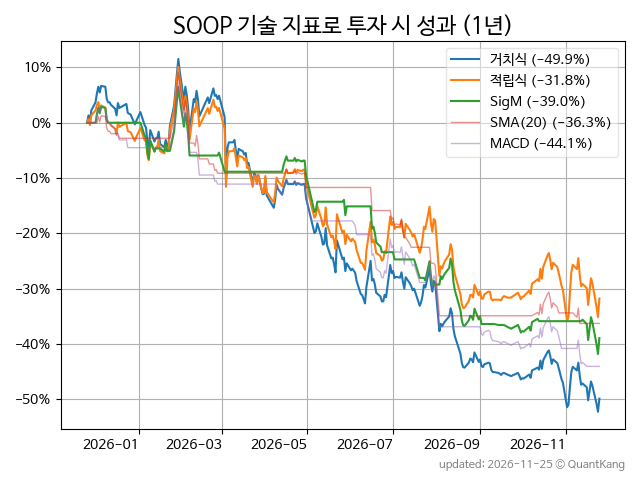 SOOP 기술 지표로 투자 시 성과 (1년)
거치식 (−49.9%)
적립식 (−31.8%)
SigM (−39.0%)
SMA(20) (−36.3%)
MACD (−44.1%)
10%
0%
−10%
−20%
−30%
−40%
−50%
2026−01 2026−03 2026−05 2026−07 2026−09 2026−11
updated: 2026−11−25 © QuantKang